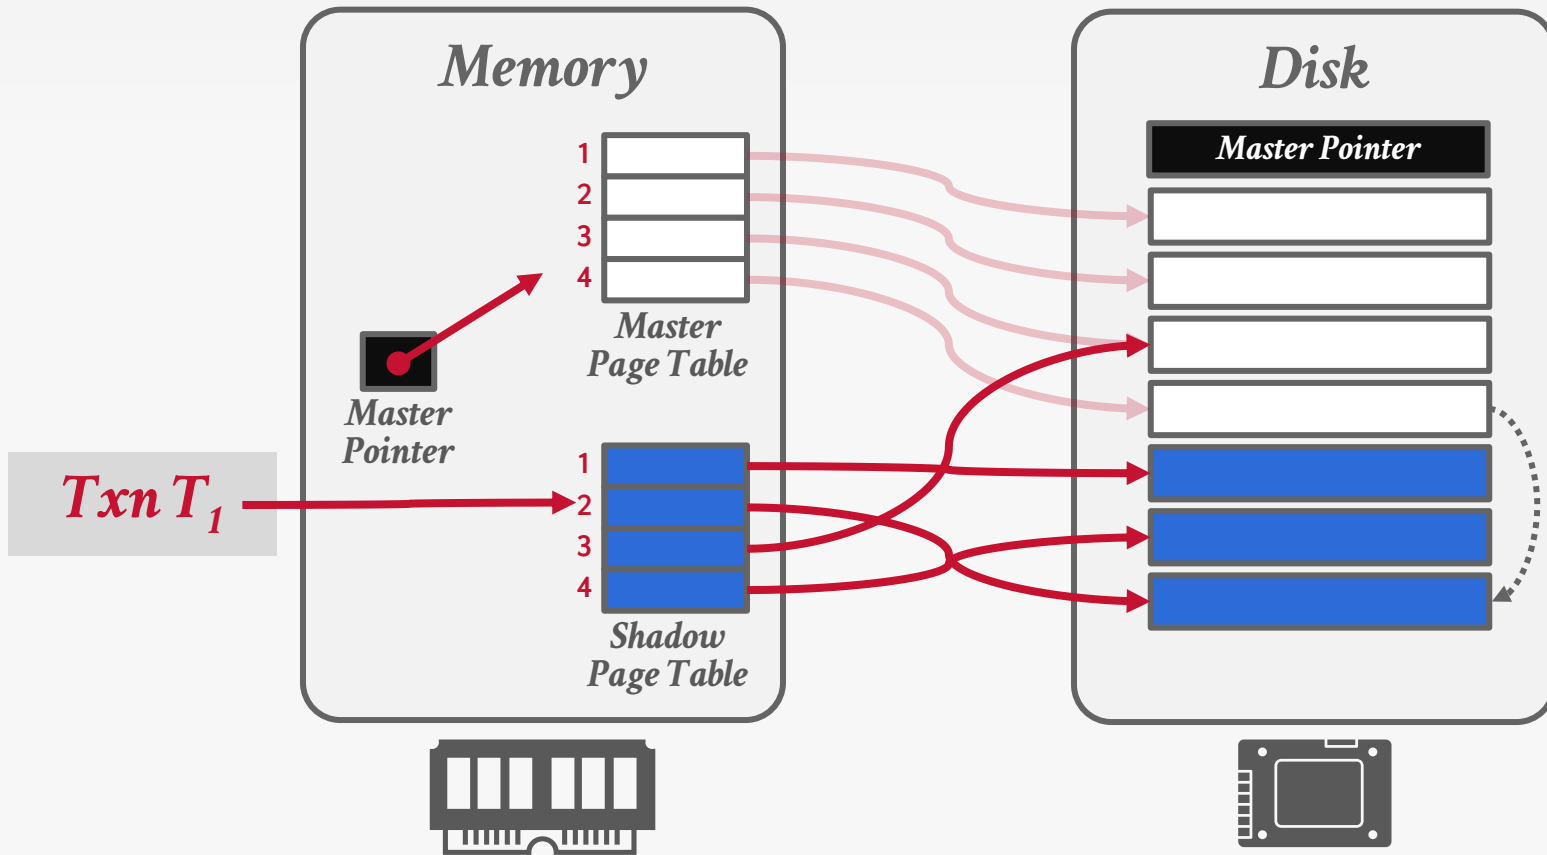 Memory
Disk
Master Pointer
1
2
3
4
Master
Page Table
Master
Pointer
Txn T1
1
2
3
4
Shadow
Page Table